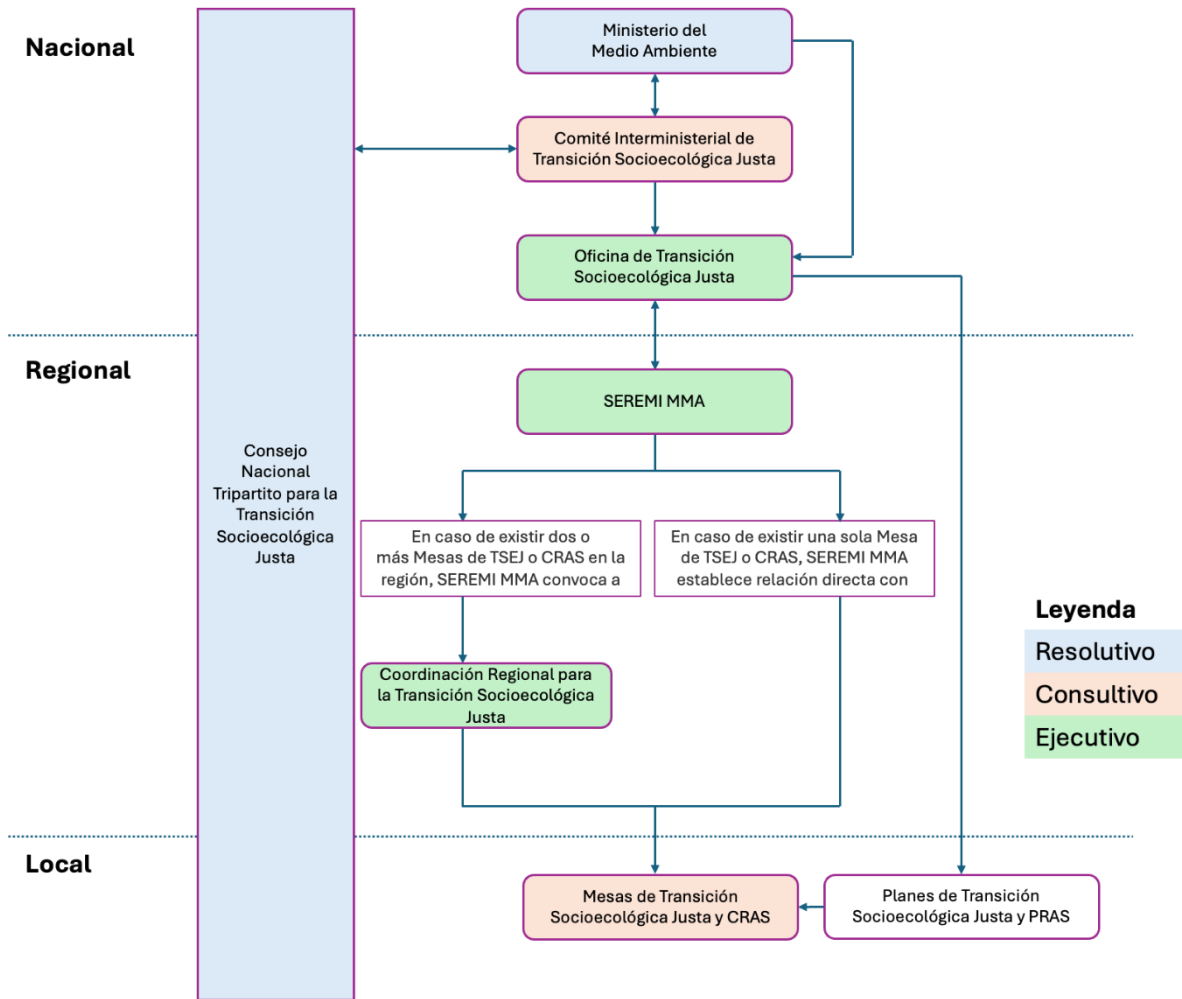 Nacional
Ministerio del
Medio Ambiente
Comité Interministerial de
Transición Socioecológica Justa
Oficina de Transición
Socioecológica Justa
Regional
SEREMI MMA
Consejo
Nacional
Tripartito para la
Transición
Socioecológica
Justa
En caso de existir dos o
más Mesas de TSEJ o CRAS en la
región, SEREMI MMA convoca a
En caso de existir una sola Mesa
de TSEJ o CRAS, SEREMI MMA
establece relación directa con
Coordinación Regional para
la Transición Socioecológica
Justa
Leyenda
Resolutivo
Consultivo
Ejecutivo
Local
Mesas de Transición
Socioecológica Justa y CRAS
Planes de Transición
Socioecológica Justa y PRAS